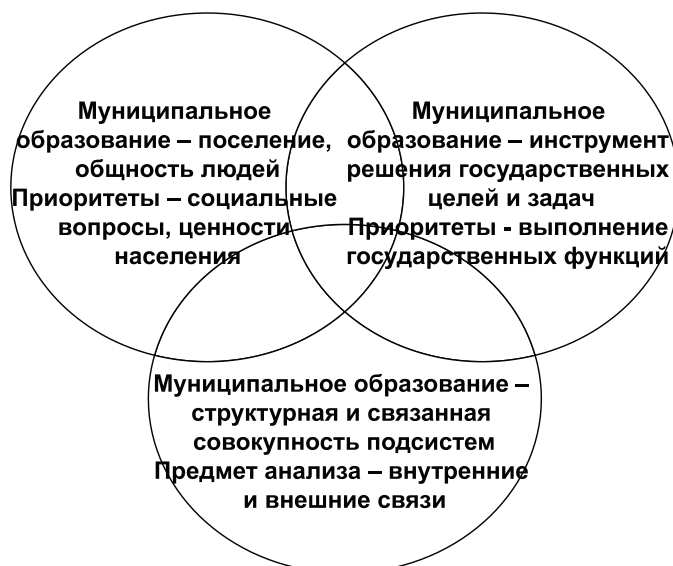 Муниципальное
образование – поселение,
общность людей
Приоритеты – социальные
вопросы, ценности
населения
Муниципальное
образование – инструмент
решения государственных
целей и задач
Приоритеты - выполнение
государственных функций
Муниципальное образование –
структурная и связанная
совокупность подсистем
Предмет анализа – внутренние
и внешние связи